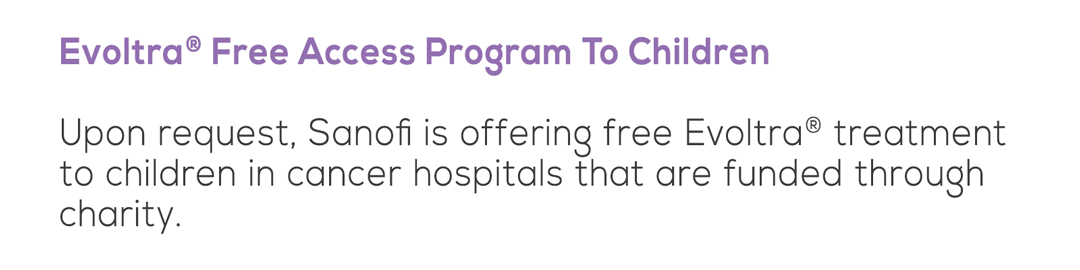 Evoltra® Free Access Program To Children
Upon request, Sanofi is offering free Evoltra® treatment
to children in cancer hospitals that are funded through
charity.